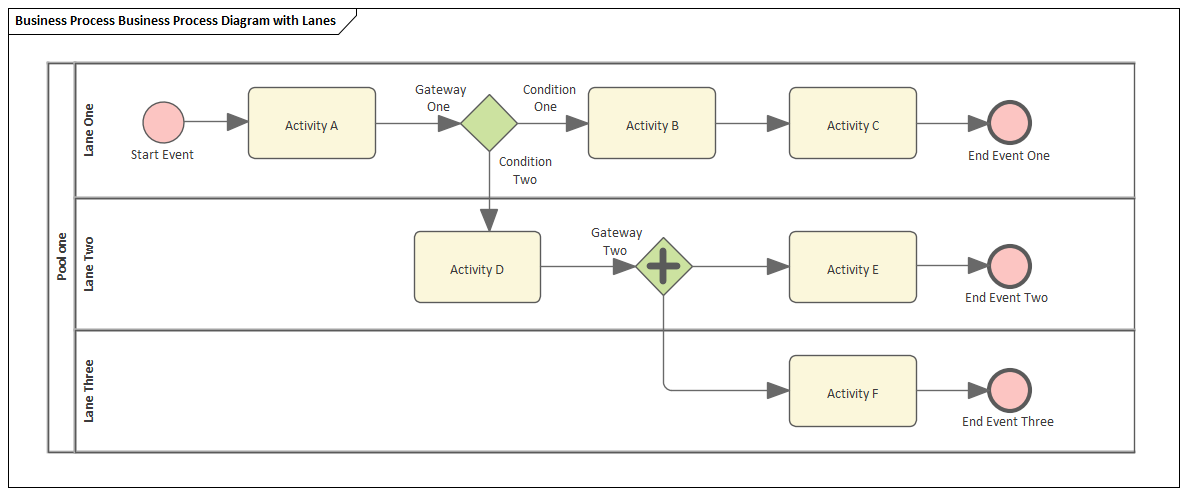 Business Process Business Process Diagram with Lanes
Pool one
Lane One
Start Event
Activity A
Gateway
One
Condition
One
Condition
Two
Activity B
Activity C
End Event One
Lane Two
Activity D
Gateway
Two
Activity E
End Event Two
Lane Three
Activity F
End Event Three